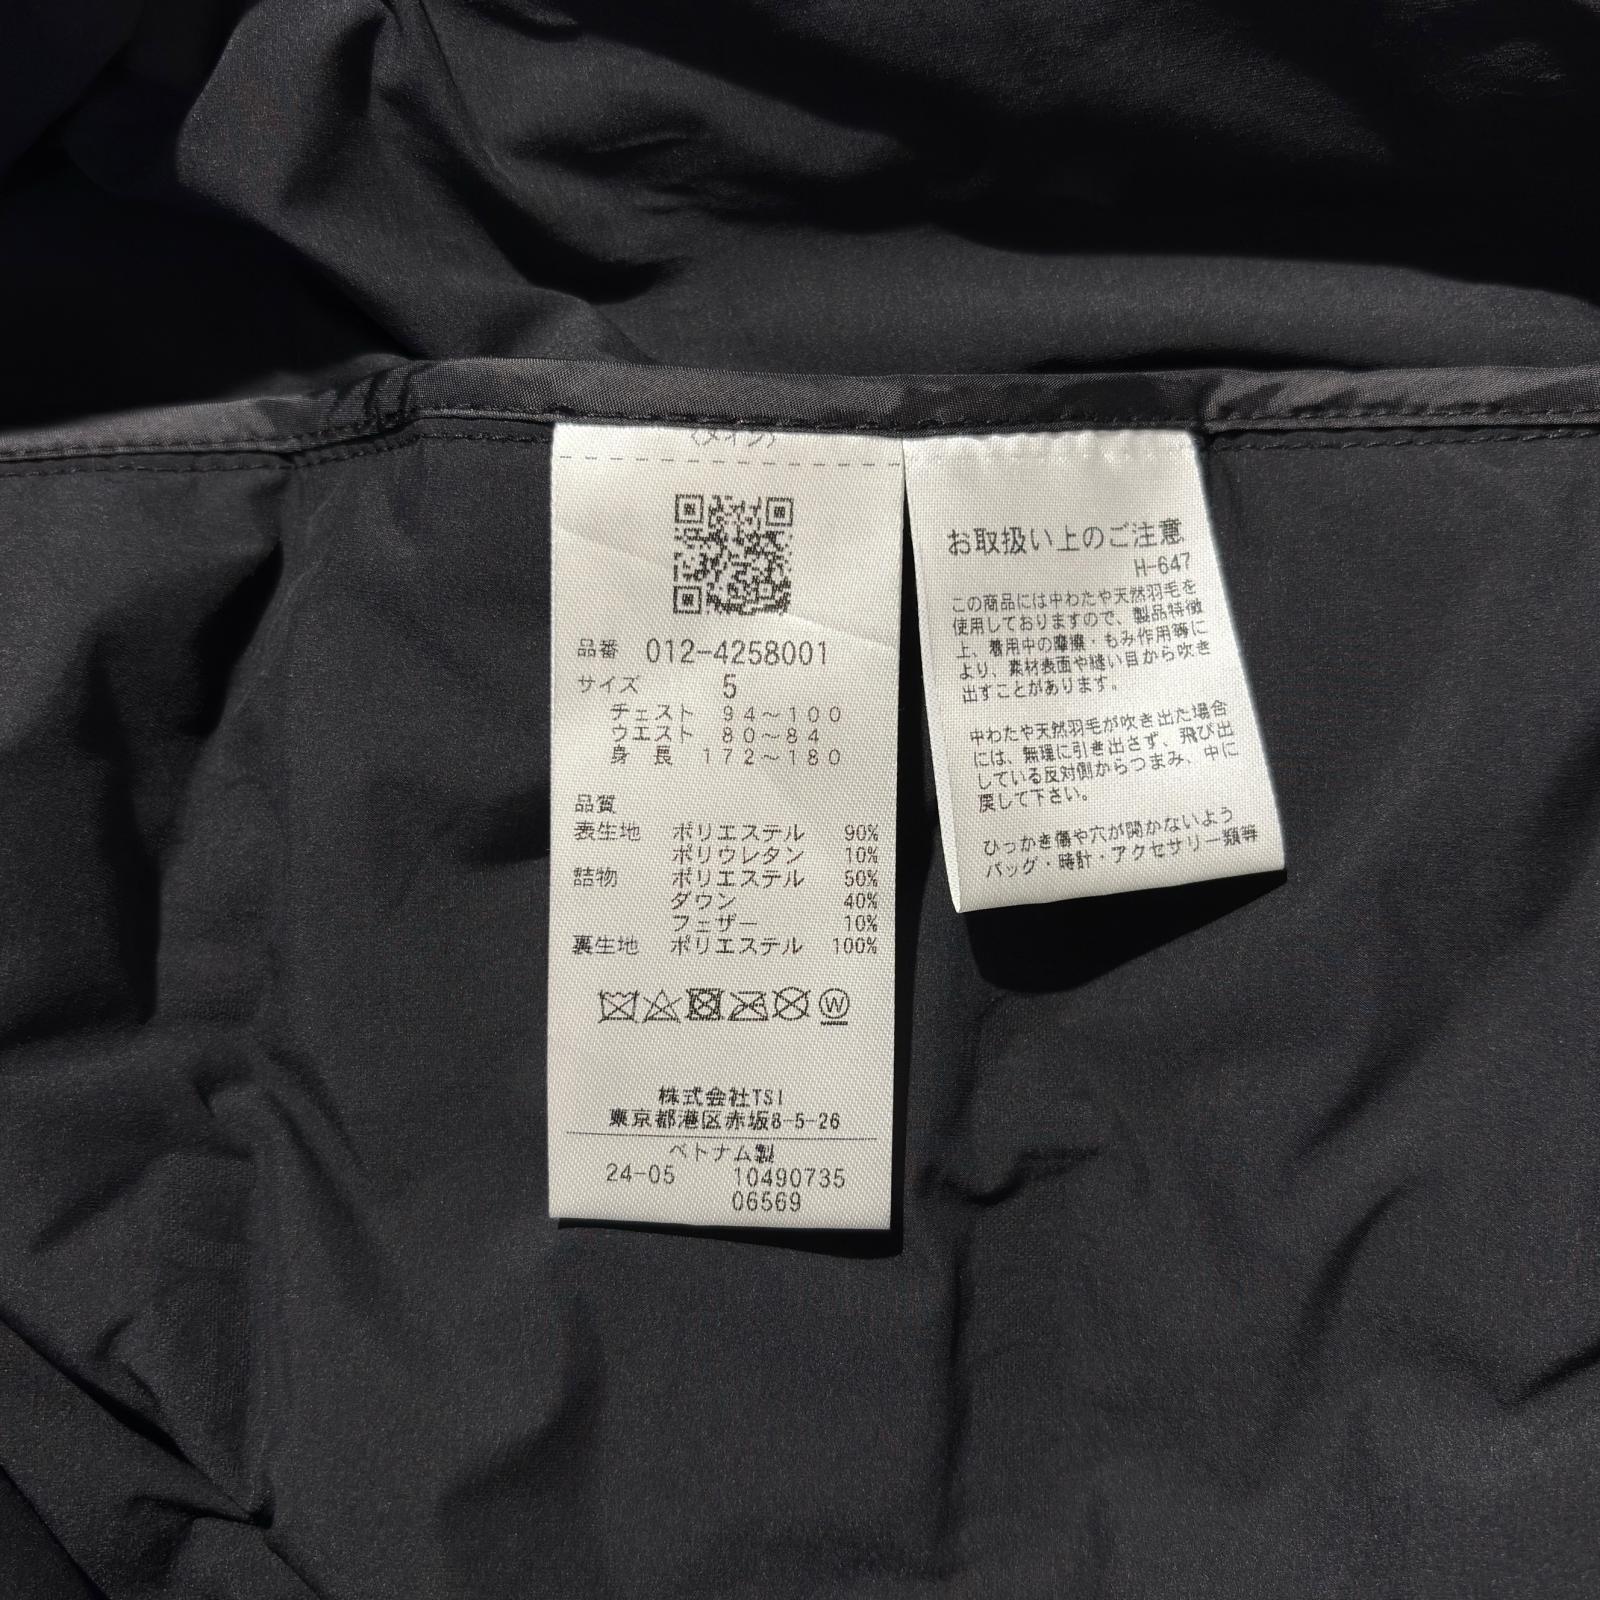 〈メイン〉
品番 012-4258001
サイズ 5
チェスト 94～100
ウエスト 80～84
身長 172～180
品質
表生地 ポリエステル 90%
ポリウレタン 10%
詰物 ポリエステル 50%
ダウン 40%
フェザー 10%
裏生地 ポリエステル 100%
W
株式会社TSI
東京都港区赤坂8-5-26
ベトナム製
24-05 10490735
06569
お取扱い上のご注意
H-647
この商品には中わたや天然羽毛を
使用しておりますので、製品特徴
上、着用中の摩擦・もみ作用等に
より、素材表面や縫い目から吹き
出すことがあります。
中わたや天然羽毛が吹き出た場合
には、無理に引き出さず、飛び出
している反対側からつまみ、中に
戻して下さい。
ひっかき傷や穴が開かないよう
バッグ・時計・アクセサリー類等